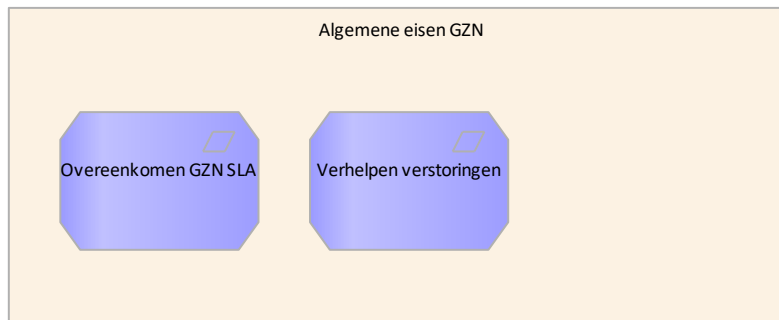 Algemene eisen GZN
Overeenkomen GZN SLA
Verhelpen verstoringen